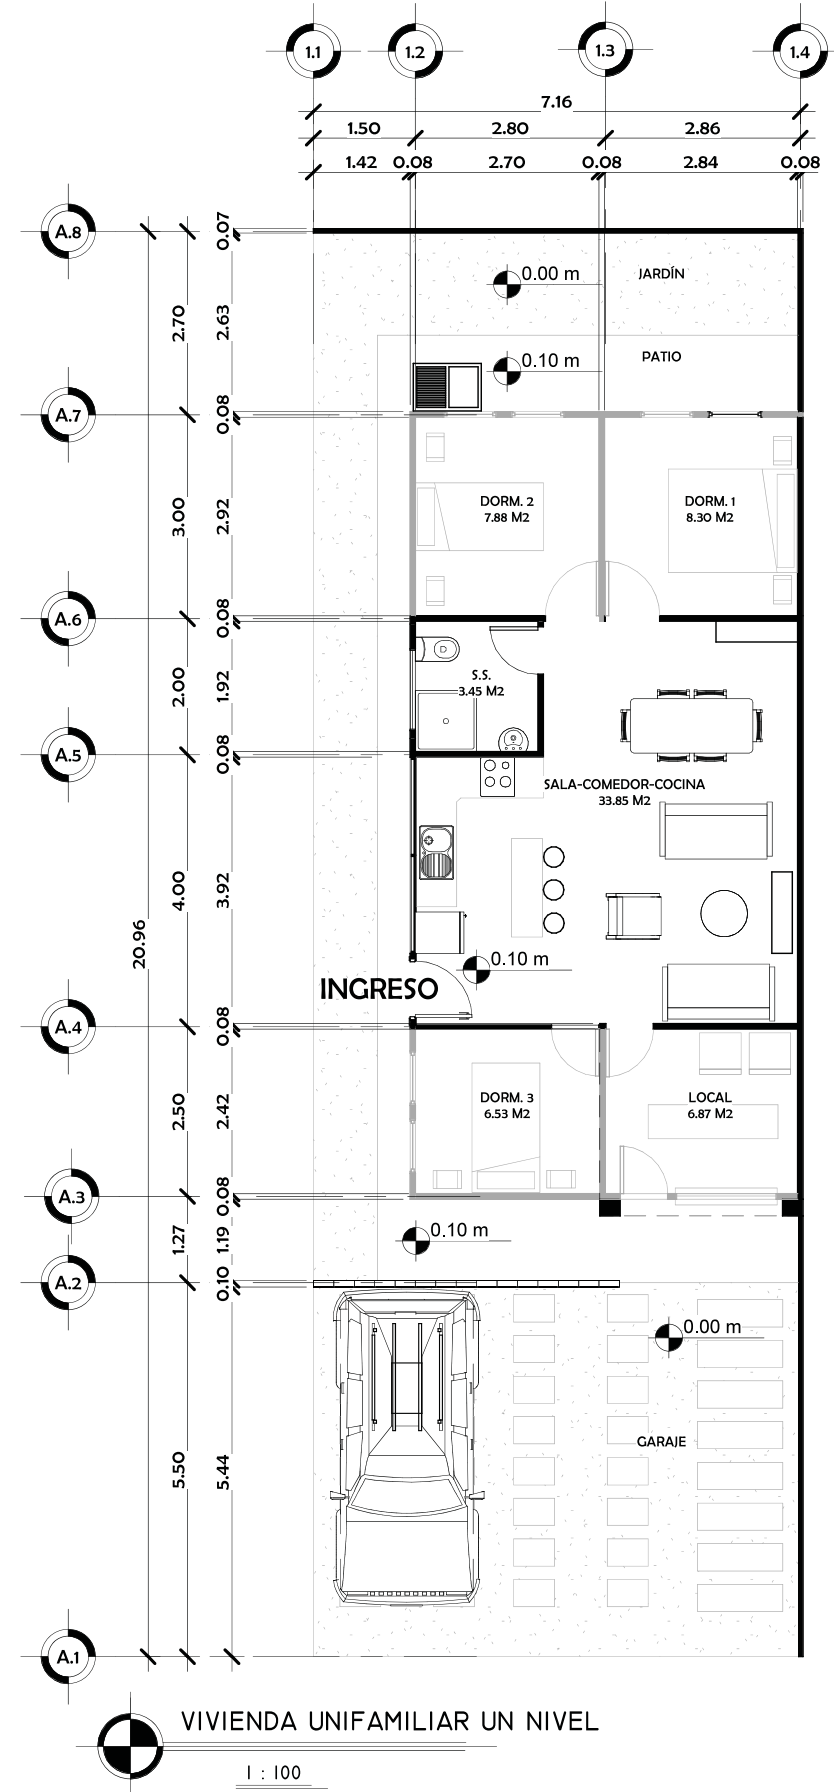 1.1 1.2 1.3 1.4
7.16
1.50 2.80 2.86
1.42 0.08 2.70 0.08 2.84 0.08
A.8
0.07
0.00 m
JARDÍN
2.70
2.63
0.10 m
PATIO
A.7
0.08
DORM. 2
7.88 M2
DORM. 1
8.30 M2
3.00
2.92
A.6
0.08
S.S.
3.45 M2
2.00
1.92
A.5
0.08
SALA-COMEDOR-COCINA
33.85 M2
4.00
3.92
20.96
0.10 m
INGRESO
A.4
0.08
DORM. 3
6.53 M2
LOCAL
6.87 M2
2.50
2.42
A.3
0.08
1.27
1.19
0.10 m
A.2
0.10
0.00 m
GARAJE
5.50
5.44
A.1
VIVIENDA UNIFAMILIAR UN NIVEL
1 : 100